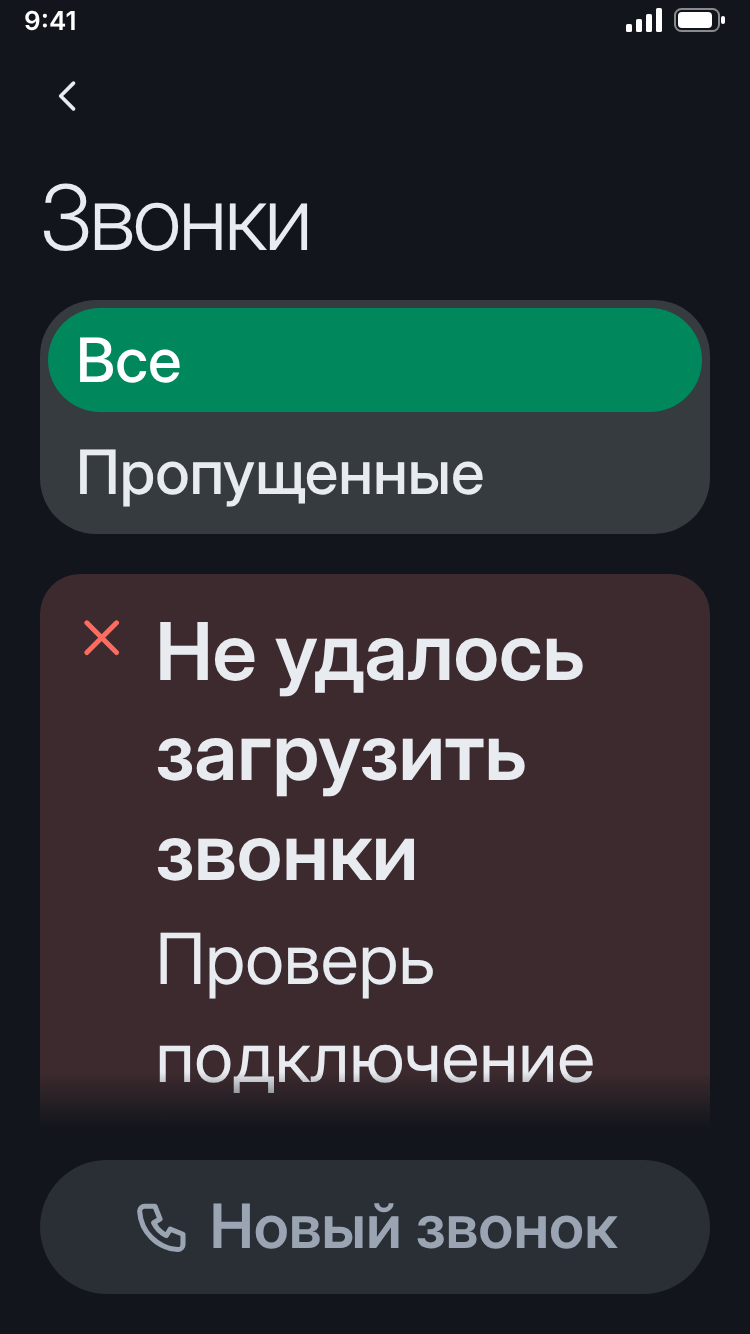 9:41
Звонки
Все
Пропущенные
Не удалось
загрузить
звонки
Проверь
подключение
Новый звонок